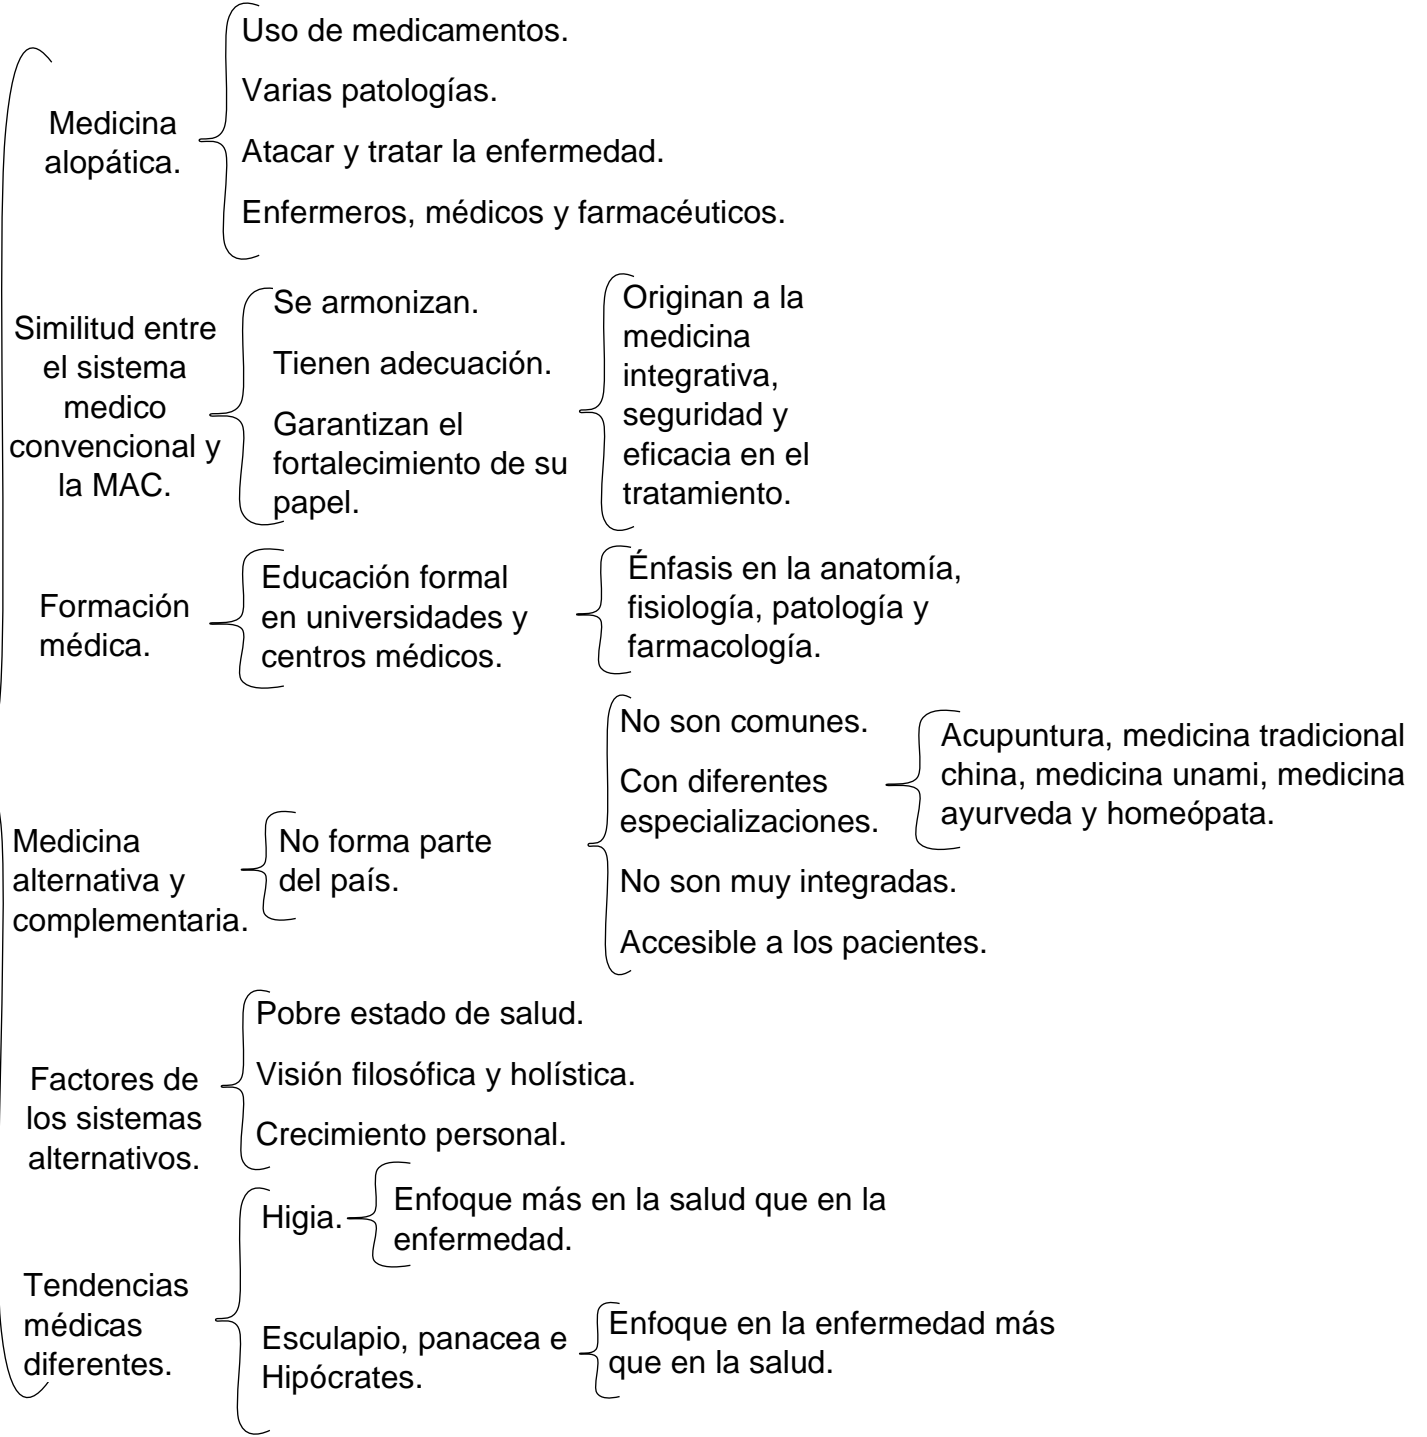 Uso de medicamentos.
Varias patologías.
Medicina
alopática.
Atacar y tratar la enfermedad.
Enfermeros, médicos y farmacéuticos.
Similitud entre
el sistema
medico
convencional y
la MAC.
Se armonizan.
Tienen adecuación.
Garantizan el
fortalecimiento de su
papel.
Originan a la
medicina
integrativa,
seguridad y
eficacia en el
tratamiento.
Formación
médica.
Educación formal
en universidades y
centros médicos.
Énfasis en la anatomía,
fisiología, patología y
farmacología.
Medicina
alternativa y
complementaria.
No forma parte
del país.
No son comunes.
Con diferentes
especializaciones.
Acupuntura, medicina tradicional
china, medicina unami, medicina
ayurveda y homeópata.
No son muy integradas.
Accesible a los pacientes.
Factores de
los sistemas
alternativos.
Pobre estado de salud.
Visión filosófica y holística.
Crecimiento personal.
Tendencias
médicas
diferentes.
Higia.
Enfoque más en la salud que en la
enfermedad.
Esculapio, panacea e
Hipócrates.
Enfoque en la enfermedad más
que en la salud.